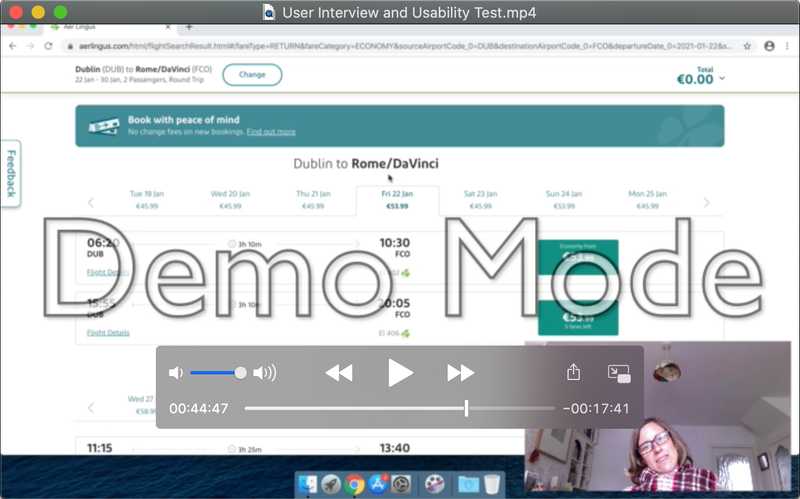 User Interview and Usability Test.mp4
Aer Lingus
aerlingus.com/html/flightSearchResult.html#/fareType=RETURN&fareCategory=ECONOMY&sourceAirportCode_0=DUB&destinationAirportCode_0=FCO&departureDate_0=2021-01-22&a...
Dublin (DUB) to Rome/DaVinci (FCO)
22 Jan - 30 Jan, 2 Passengers, Round Trip
Change
Total
€0.00
Book with peace of mind
No change fees on new bookings. Find out more
Feedback
Dublin to Rome/DaVinci
Tue 19 Jan Wed 20 Jan Thu 21 Jan Fri 22 Jan Sat 23 Jan Sun 24 Jan Mon 25 Jan
€45.99 €45.99 €45.99 €53.99 €45.99 €53.99 €45.99
Demo Mode
06:20 3h 10m 10:30
DUB FCO
Economy from
€53.99
Flight Details
15:55 3h 10m 20:05
DUB FCO
€53.99
5 fares left
Flight Details EI 406
Wed 27
€58.99
00:44:47 −00:17:41
11:15 3h 25m 13:40